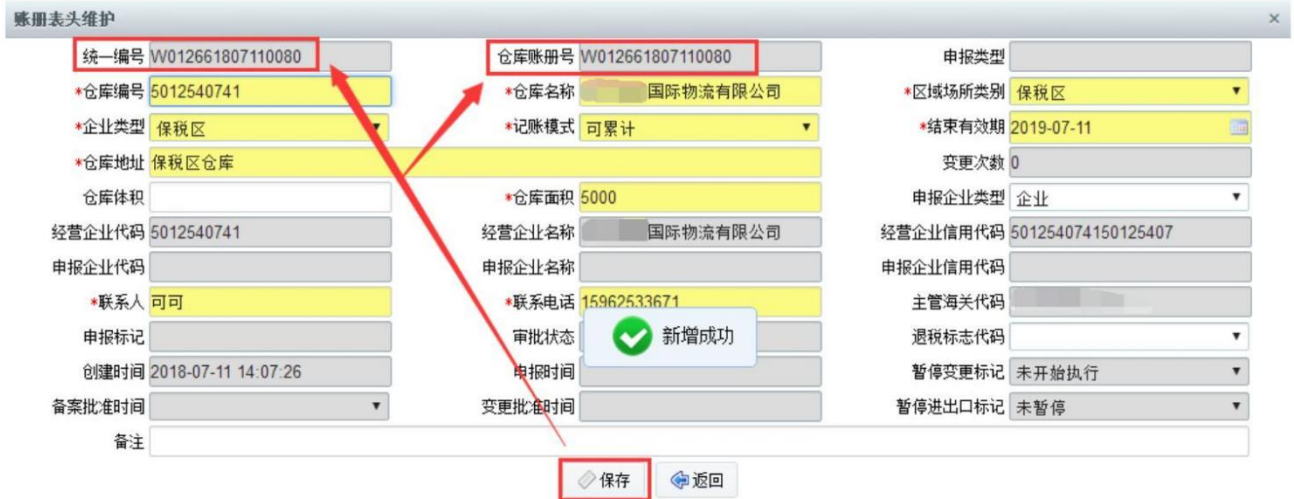 账册表头维护 ×
统一编号 W012661807110080 仓库账册号 W012661807110080 申报类型
*仓库编号 5012540741 *仓库名称 国际物流有限公司 *区域场所类别 保税区
*企业类型 保税区 *记账模式 可累计 *结束有效期 2019-07-11
*仓库地址 保税区仓库 变更次数 0
仓库体积 *仓库面积 5000 申报企业类型 企业
经营企业代码 5012540741 经营企业名称 国际物流有限公司 经营企业信用代码 501254074150125407
申报企业代码 申报企业名称 申报企业信用代码
*联系人 可可 *联系电话 15962533671 主管海关代码
申报标记 审批状态 新增成功 退税标志代码
创建时间 2018-07-11 14:07:26 申报时间 暂停变更标记 未开始执行
备案批准时间 变更批准时间 暂停进出口标记 未暂停
备注
保存 返回